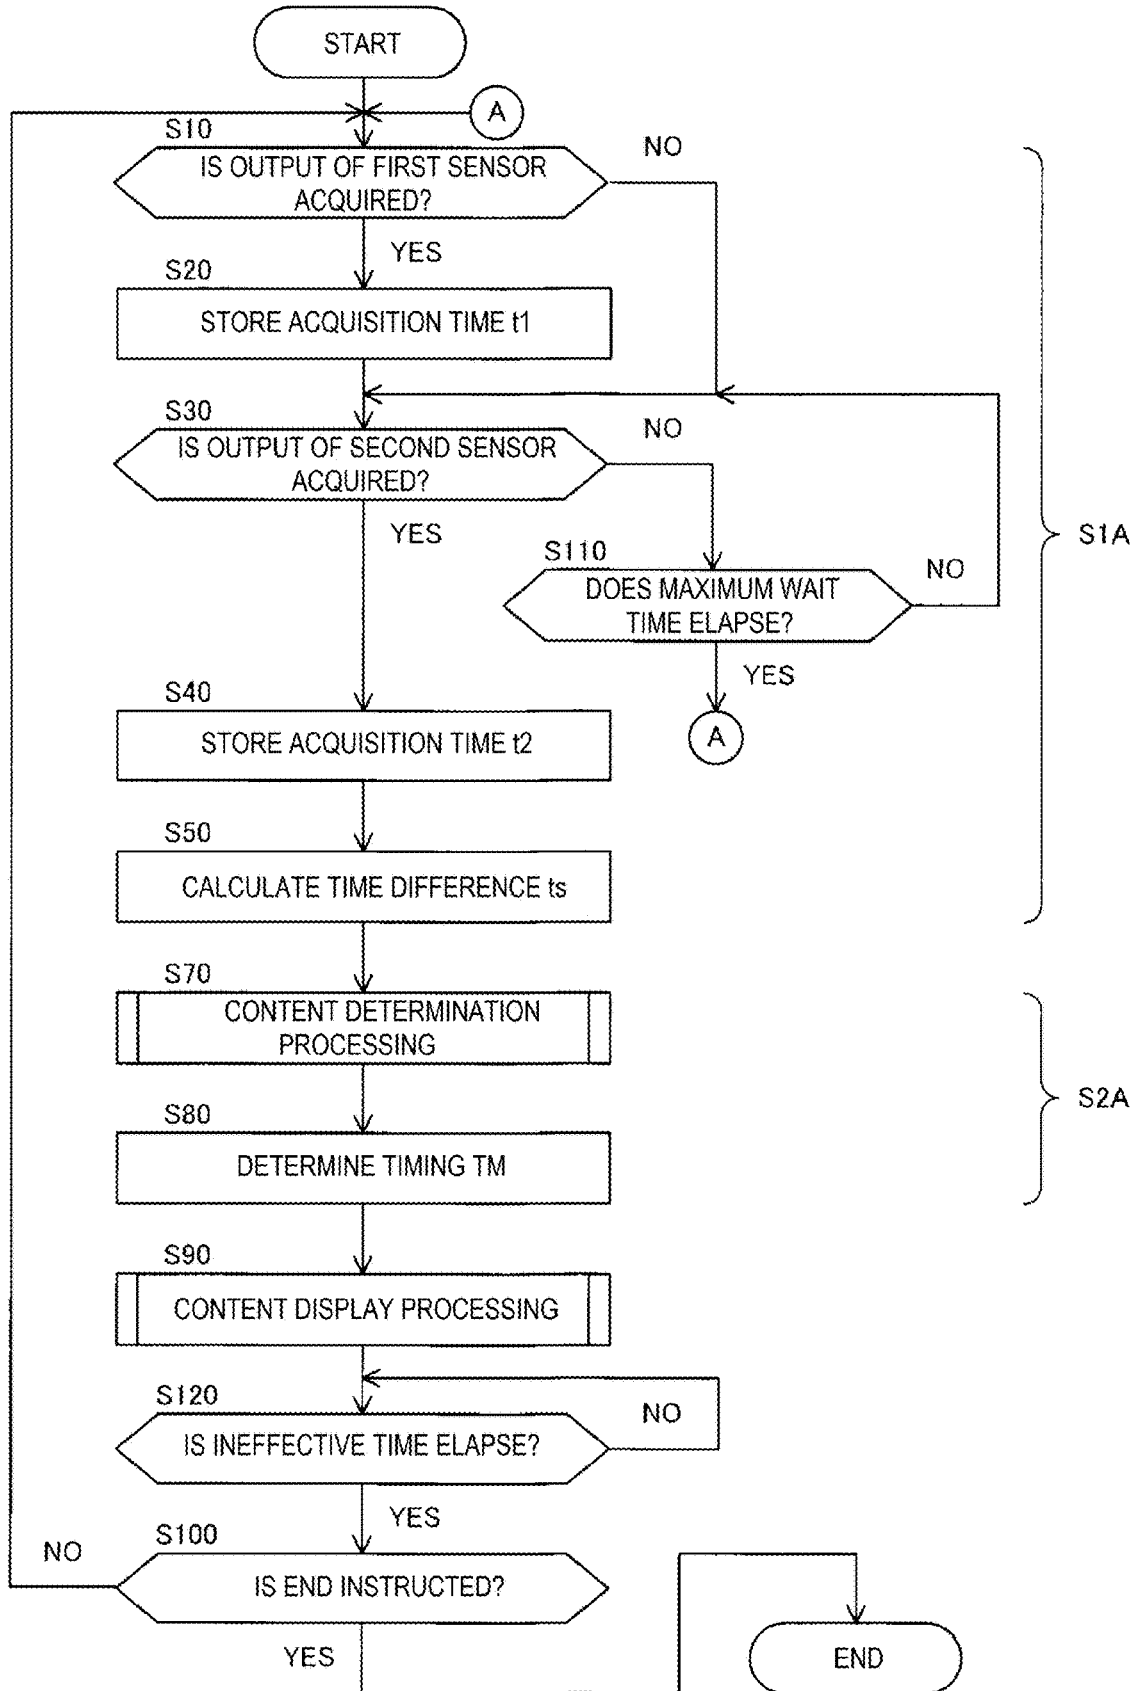 START
A
S10
NO
IS OUTPUT OF FIRST SENSOR
ACQUIRED?
YES
S20
STORE ACQUISITION TIME t1
S30
NO
IS OUTPUT OF SECOND SENSOR
ACQUIRED?
YES
S1A
S110
NO
DOES MAXIMUM WAIT
TIME ELAPSE?
YES
S40
A
STORE ACQUISITION TIME t2
S50
CALCULATE TIME DIFFERENCE ts
S70
CONTENT DETERMINATION
PROCESSING
S2A
S80
DETERMINE TIMING TM
S90
CONTENT DISPLAY PROCESSING
S120
NO
IS INEFFECTIVE TIME ELAPSE?
YES
S100
NO
IS END INSTRUCTED?
YES
END